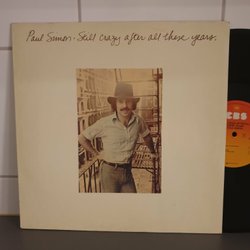 Paul Simon · Still crazy after all these years.
CBS